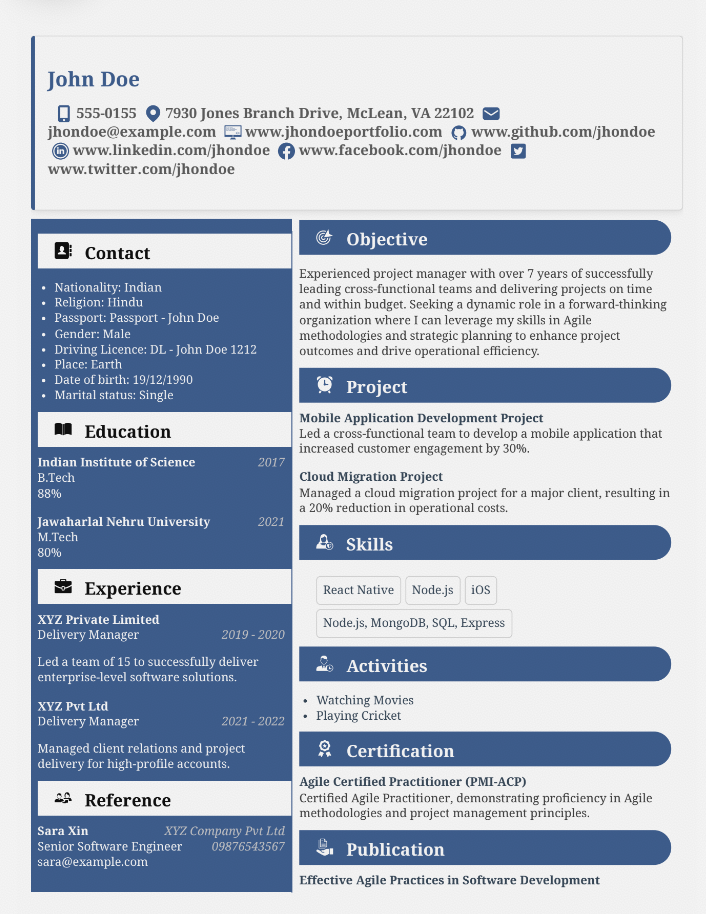 John Doe
555-0155 7930 Jones Branch Drive, McLean, VA 22102
jhondoe@example.com www.jhondoeportfolio.com www.github.com/jhondoe
www.linkedin.com/jhondoe www.facebook.com/jhondoe
www.twitter.com/jhondoe
Contact
• Nationality: Indian
• Religion: Hindu
• Passport: Passport - John Doe
• Gender: Male
• Driving Licence: DL - John Doe 1212
• Place: Earth
• Date of birth: 19/12/1990
• Marital status: Single
Education
Indian Institute of Science 2017
B.Tech
88%
Jawaharlal Nehru University 2021
M.Tech
80%
Experience
XYZ Private Limited
Delivery Manager 2019 - 2020
Led a team of 15 to successfully deliver
enterprise-level software solutions.
XYZ Pvt Ltd
Delivery Manager 2021 - 2022
Managed client relations and project
delivery for high-profile accounts.
Reference
Sara Xin XYZ Company Pvt Ltd
Senior Software Engineer 09876543567
sara@example.com
Objective
Experienced project manager with over 7 years of successfully
leading cross-functional teams and delivering projects on time
and within budget. Seeking a dynamic role in a forward-thinking
organization where I can leverage my skills in Agile
methodologies and strategic planning to enhance project
outcomes and drive operational efficiency.
Project
Mobile Application Development Project
Led a cross-functional team to develop a mobile application that
increased customer engagement by 30%.
Cloud Migration Project
Managed a cloud migration project for a major client, resulting in
a 20% reduction in operational costs.
Skills
React Native Node.js iOS
Node.js, MongoDB, SQL, Express
Activities
• Watching Movies
• Playing Cricket
Certification
Agile Certified Practitioner (PMI-ACP)
Certified Agile Practitioner, demonstrating proficiency in Agile
methodologies and project management principles.
Publication
Effective Agile Practices in Software Development